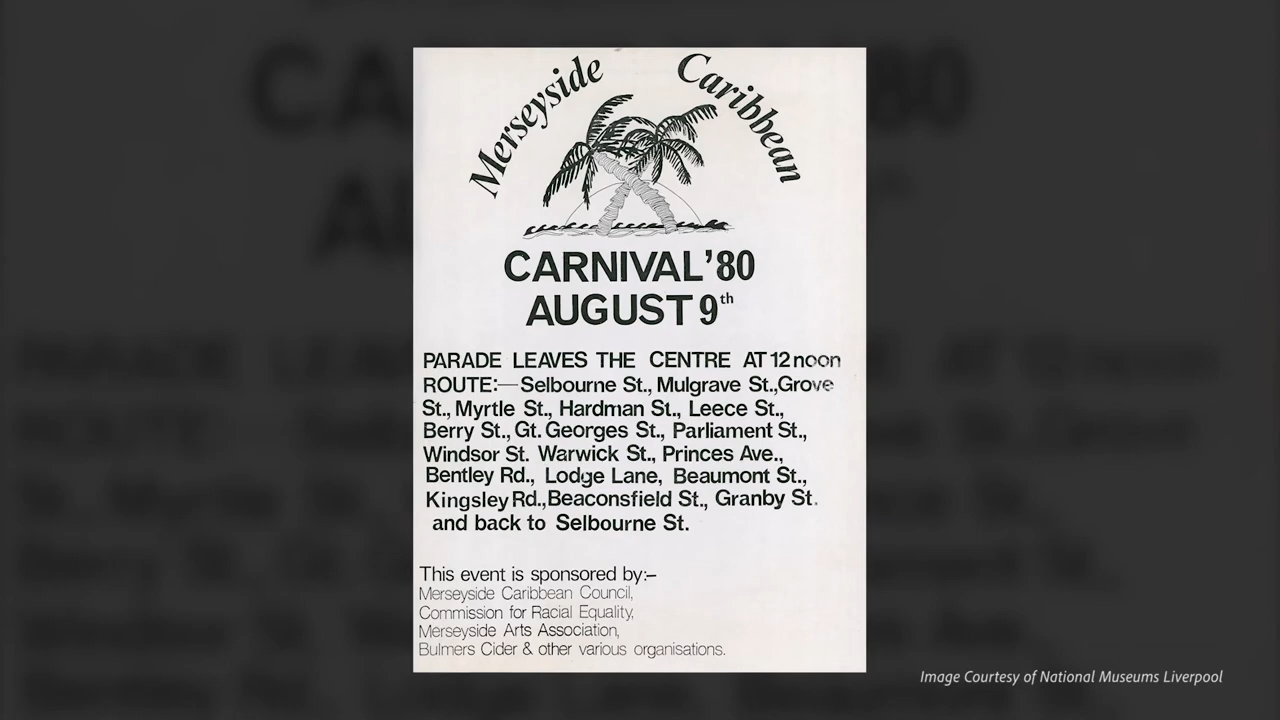 Merseyside Caribbean
CARNIVAL '80
AUGUST 9th
PARADE LEAVES THE CENTRE AT 12 noon
ROUTE:—Selbourne St., Mulgrave St.,Grove
St., Myrtle St., Hardman St., Leece St.,
Berry St., Gt. Georges St., Parliament St.,
Windsor St. Warwick St., Princes Ave.,
Bentley Rd., Lodge Lane, Beaumont St.,
Kingsley Rd.,Beaconsfield St., Granby St.
and back to Selbourne St.
This event is sponsored by:–
Merseyside Caribbean Council,
Commission for Racial Equality,
Merseyside Arts Association,
Bulmers Cider & other various organisations.
Image Courtesy of National Museums Liverpool